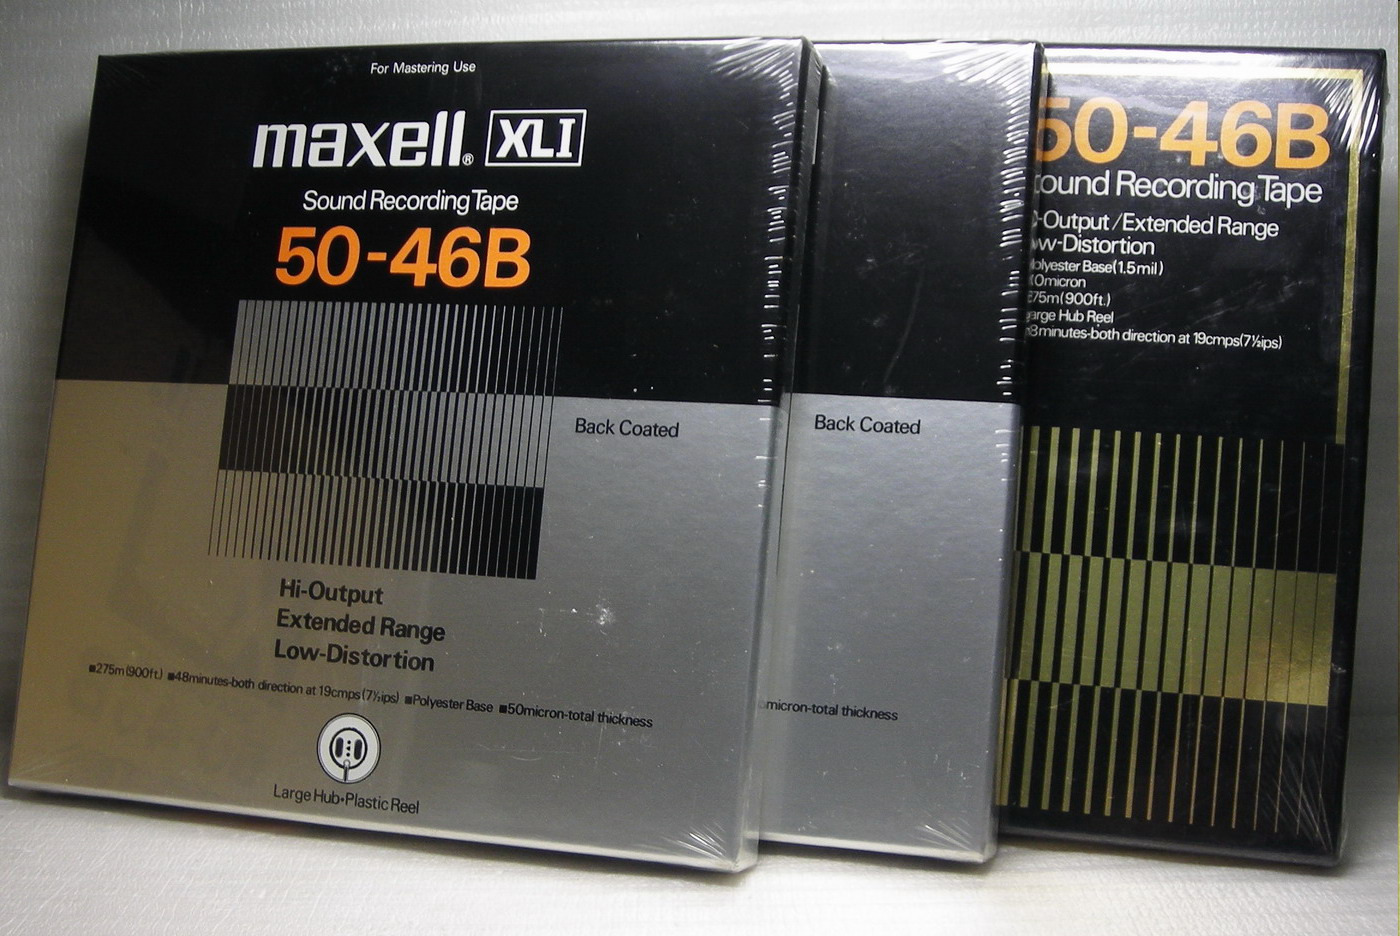 For Mastering Use
maxell® XLI
Sound Recording Tape
50-46B
Back Coated
Hi-Output
Extended Range
Low-Distortion
■275m(900ft.) ■48minutes-both direction at 19cmps(7½ips) ■Polyester Base ■50micron-total thickness
Large Hub•Plastic Reel
Back Coated
micron-total thickness
50-46B
ound Recording Tape
-Output/Extended Range
w-Distortion
olyester Base(1.5mil)
0micron
75m(900ft.)
arge Hub Reel
8minutes-both direction at 19cmps(7½ips)